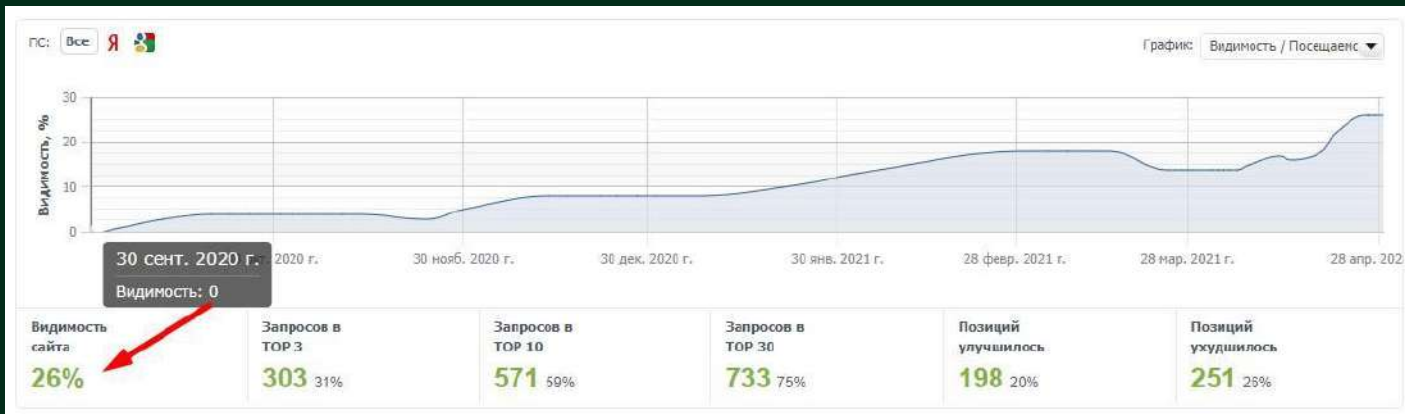 ПС: Все Я
График: Видимость / Посещаемс
Видимость, %
30
20
10
0
2020 г.
30 нояб. 2020 г.
30 дек. 2020 г.
30 янв. 2021 г.
28 февр. 2021 г.
28 мар. 2021 г.
28 апр. 202
30 сент. 2020 г.
Видимость: 0
Видимость
сайта
26%
Запросов в
TOP 3
303 31%
Запросов в
TOP 10
571 59%
Запросов в
TOP 30
733 75%
Позиций
улучшилось
198 20%
Позиций
ухудшилось
251 26%